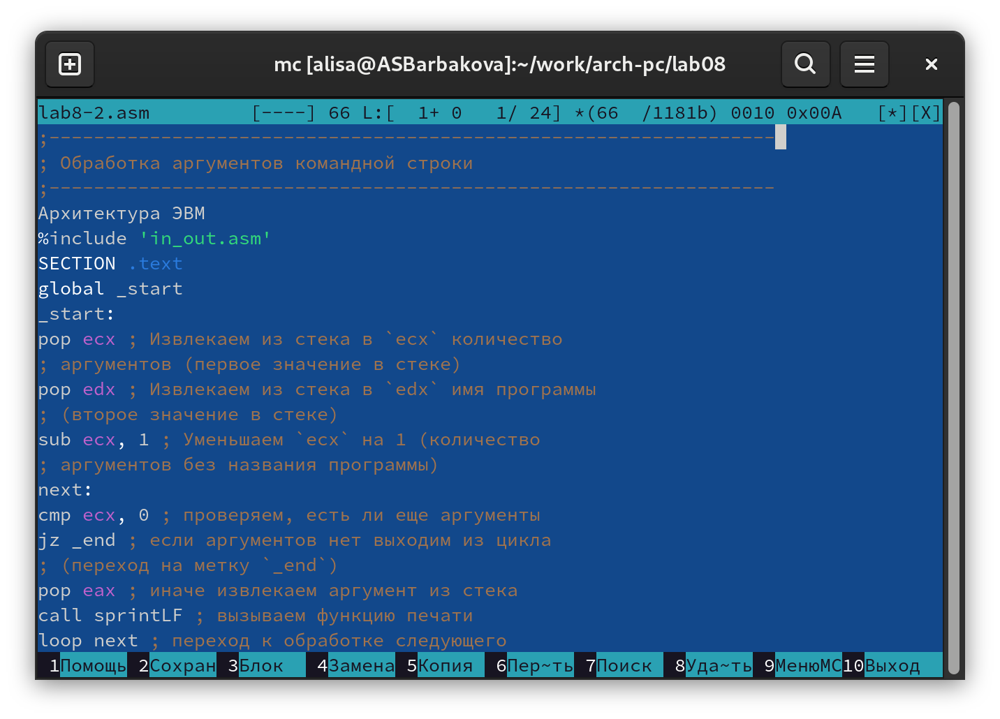 mc [alisa@ASBarbakova]:~/work/arch-pc/lab08
lab8-2.asm [----] 66 L:[ 1+ 0 1/ 24] *(66 /1181b) 0010 0x00A [*][X]
;-----------------------------------------------------------------
; Обработка аргументов командной строки
;-----------------------------------------------------------------
Архитектура ЭВМ
%include 'in_out.asm'
SECTION .text
global _start
_start:
pop ecx ; Извлекаем из стека в `ecx` количество
; аргументов (первое значение в стеке)
pop edx ; Извлекаем из стека в `edx` имя программы
; (второе значение в стеке)
sub ecx, 1 ; Уменьшаем `ecx` на 1 (количество
; аргументов без названия программы)
next:
cmp ecx, 0 ; проверяем, есть ли еще аргументы
jz _end ; если аргументов нет выходим из цикла
; (переход на метку `_end`)
pop eax ; иначе извлекаем аргумент из стека
call sprintLF ; вызываем функцию печати
loop next ; переход к обработке следующего
1Помощь 2Сохран 3Блок 4Замена 5Копия 6Пер~ть 7Поиск 8Уда~ть 9МенюМС 10Выход